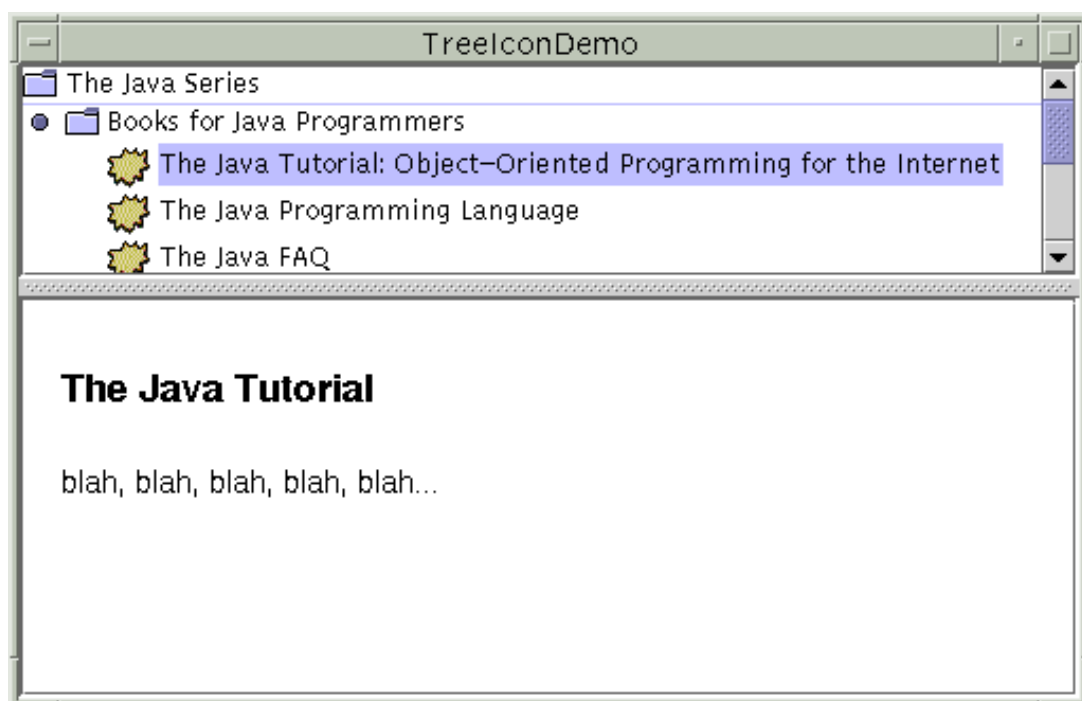 TreeIconDemo
The Java Series
Books for Java Programmers
The Java Tutorial: Object–Oriented Programming for the Internet
The Java Programming Language
The Java FAQ
The Java Tutorial
blah, blah, blah, blah, blah...